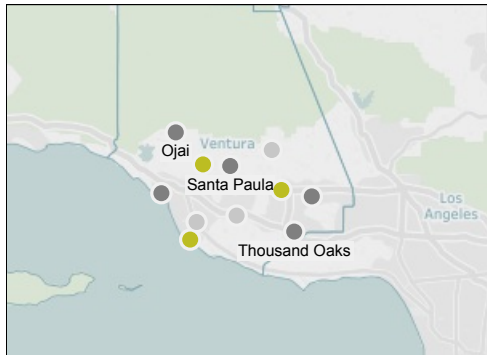 Ojai
Ventura
Santa Paula
Los
Angeles
Thousand Oaks